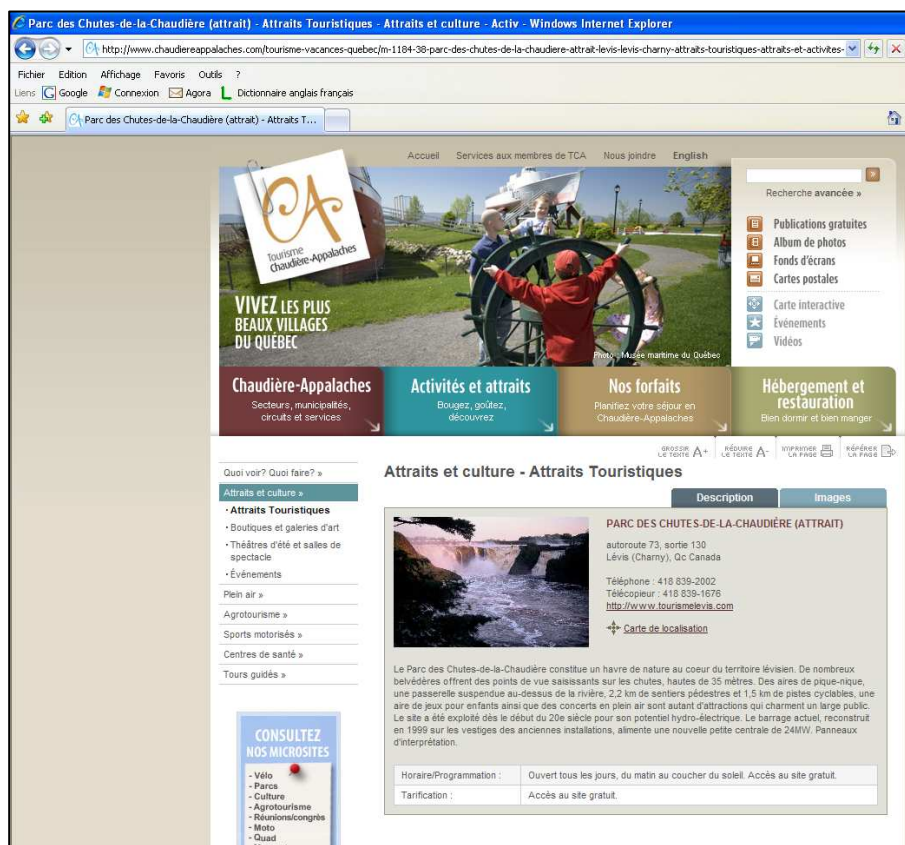 Parc des Chutes-de-la-Chaudière (attrait) - Attraits Touristiques - Attraits et culture - Activ - Windows Internet Explorer
http://www.chaudiereappalaches.com/tourisme-vacances-quebec/m-1184-38-parc-des-chutes-de-la-chaudiere-attrait-levis-levis-charny-attraits-touristiques-attraits-et-activites-
Fichier Edition Affichage Favoris Outils ?
Liens Google Connexion Agora Dictionnaire anglais français
Parc des Chutes-de-la-Chaudière (attrait) - Attraits T...
Accueil Services aux membres de TCA Nous joindre English
Recherche avancée »
Publications gratuites
Album de photos
Fonds d'écrans
Cartes postales
Carte interactive
Événements
Vidéos
CA
Tourisme
Chaudière-Appalaches
VIVEZ LES PLUS
BEAUX VILLAGES
DU QUÉBEC
Photo : Musée maritime du Québec
Chaudière-Appalaches
Secteurs, municipalités,
circuits et services
Activités et attraits
Bougez, goûtez,
découvrez
Nos forfaits
Planifiez votre séjour en
Chaudière-Appalaches
Hébergement et
restauration
Bien dormir et bien manger
GROSSIR LE TEXTE A+ RÉDUIRE LE TEXTE A- IMPRIMER LA PAGE RÉFÉRER LA PAGE
Quoi voir? Quoi faire? »
Attraits et culture »
· Attraits Touristiques
· Boutiques et galeries d'art
· Théâtres d'été et salles de
spectacle
· Événements
Plein air »
Agrotourisme »
Sports motorisés »
Centres de santé »
Tours guidés »
CONSULTEZ
NOS MICROSITES
- Vélo
- Parcs
- Culture
- Agrotourisme
- Réunions/congrès
- Moto
- Quad
Attraits et culture - Attraits Touristiques
Description Images
PARC DES CHUTES-DE-LA-CHAUDIÈRE (ATTRAIT)
autoroute 73, sortie 130
Lévis (Charny), Qc Canada
Téléphone : 418 839-2002
Télécopieur : 418 839-1676
http://www.tourismelevis.com
Carte de localisation
Le Parc des Chutes-de-la-Chaudière constitue un havre de nature au coeur du territoire lévisien. De nombreux
belvédères offrent des points de vue saisissants sur les chutes, hautes de 35 mètres. Des aires de pique-nique,
une passerelle suspendue au-dessus de la rivière, 2,2 km de sentiers pédestres et 1,5 km de pistes cyclables, une
aire de jeux pour enfants ainsi que des concerts en plein air sont autant d'attractions qui charment un large public.
Le site a été exploité dès le début du 20e siècle pour son potentiel hydro-électrique. Le barrage actuel, reconstruit
en 1999 sur les vestiges des anciennes installations, alimente une nouvelle petite centrale de 24MW. Panneaux
d'interprétation.
Horaire/Programmation : Ouvert tous les jours, du matin au coucher du soleil. Accès au site gratuit.
Tarification : Accès au site gratuit.